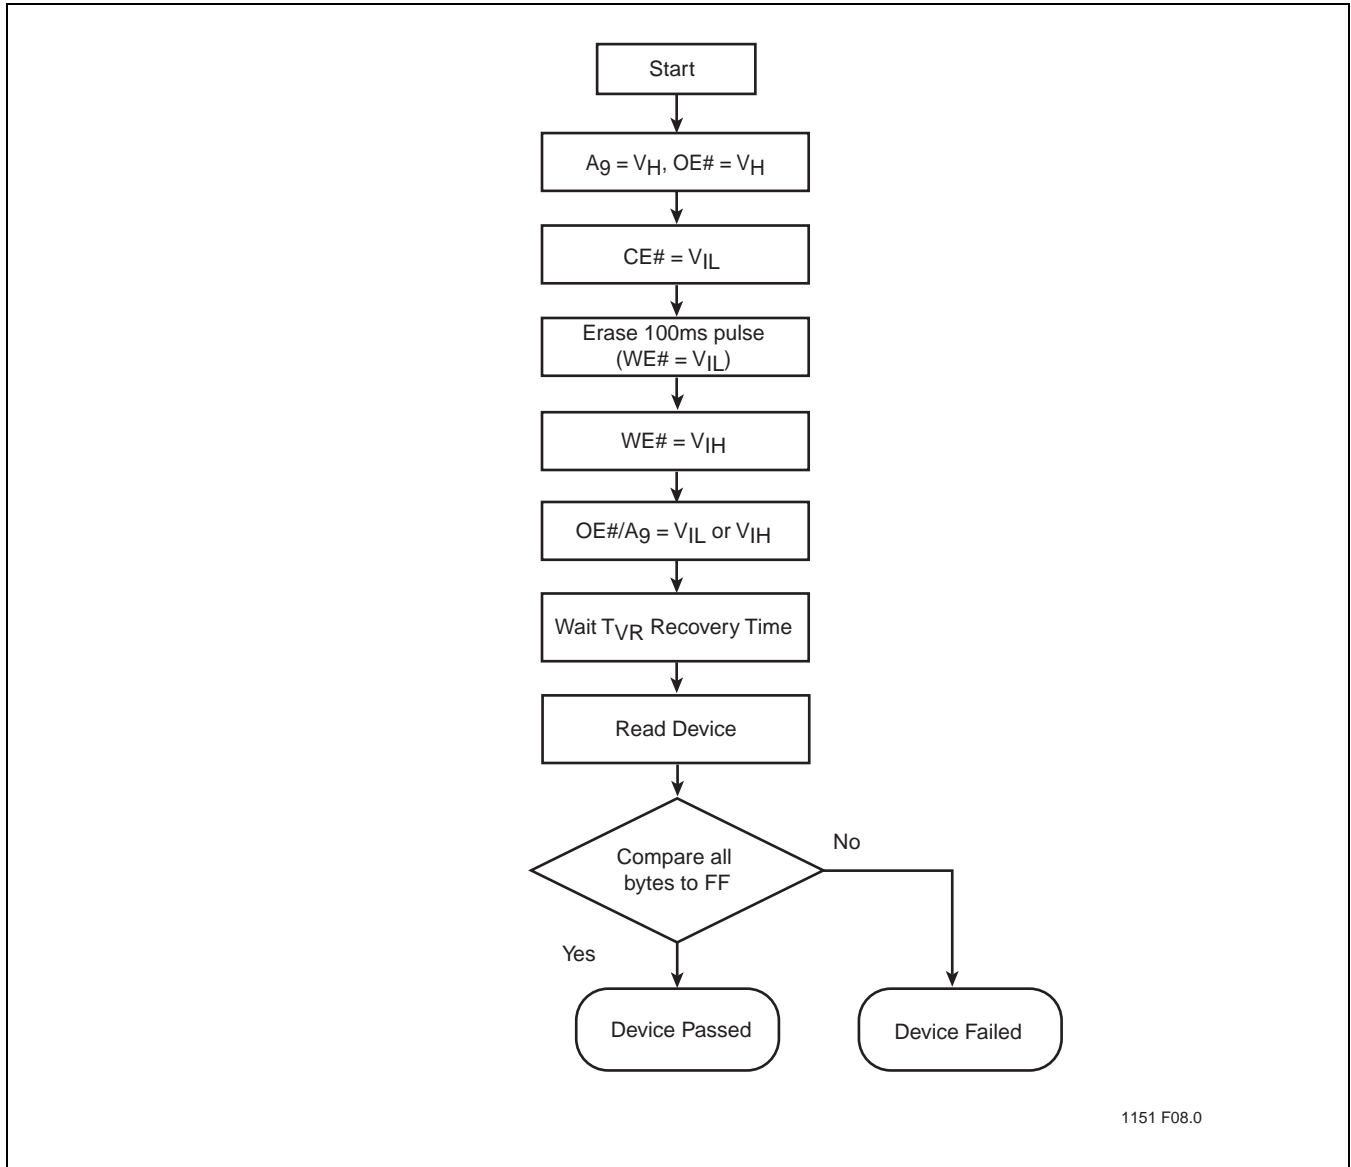 Start
A9 = VH, OE# = VH
CE# = VIL
Erase 100ms pulse
(WE# = VIL)
WE# = VIH
OE#/A9 = VIL or VIH
Wait TVR Recovery Time
Read Device
Compare all
bytes to FF
No
Yes
Device Passed
Device Failed
1151 F08.0